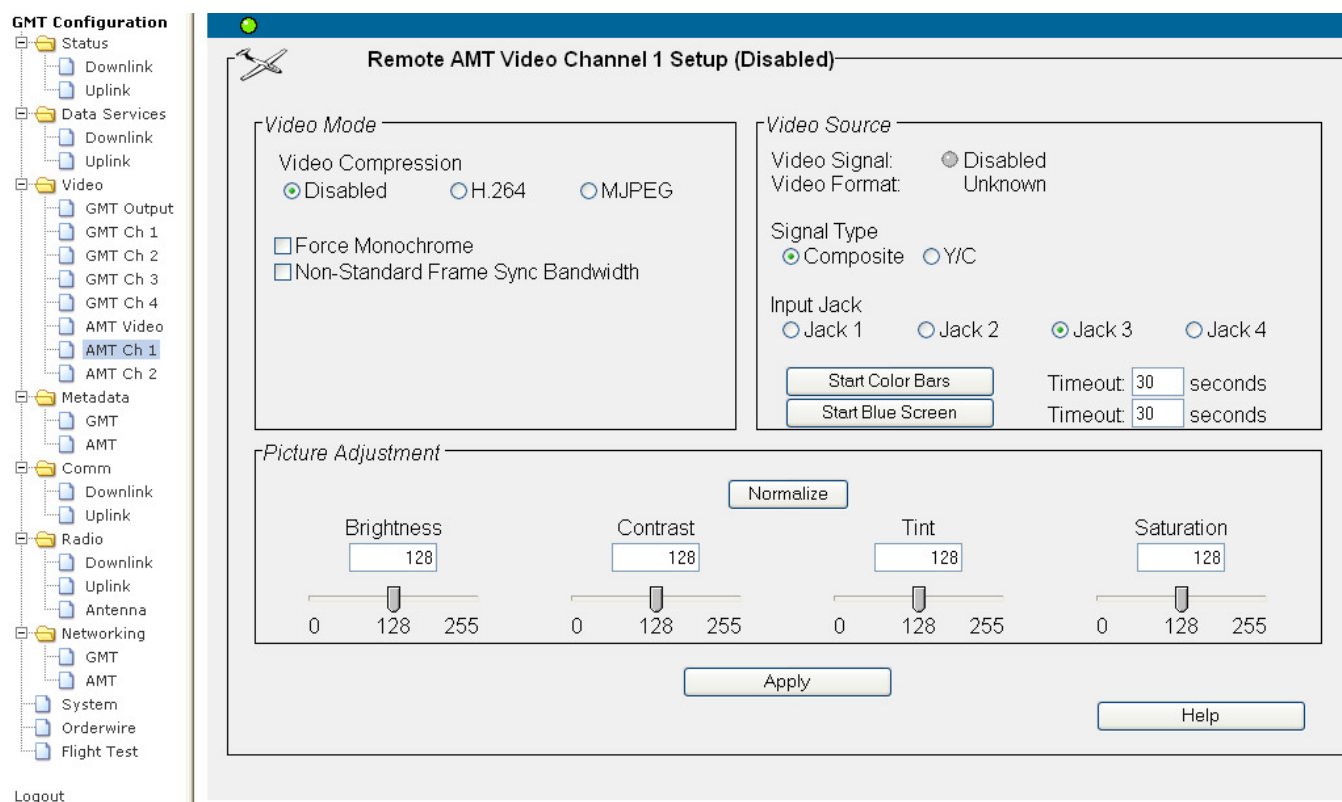 GMT Configuration
Status
Downlink
Uplink
Data Services
Downlink
Uplink
Video
GMT Output
GMT Ch 1
GMT Ch 2
GMT Ch 3
GMT Ch 4
AMT Video
AMT Ch 1
AMT Ch 2
Metadata
GMT
AMT
Comm
Downlink
Uplink
Radio
Downlink
Uplink
Antenna
Networking
GMT
AMT
System
Orderwire
Flight Test
Logout
Remote AMT Video Channel 1 Setup (Disabled)
Video Mode
Video Compression
Disabled H.264 MJPEG
Force Monochrome
Non-Standard Frame Sync Bandwidth
Video Source
Video Signal: Disabled
Video Format: Unknown
Signal Type
Composite Y/C
Input Jack
Jack 1 Jack 2 Jack 3 Jack 4
Start Color Bars Timeout: 30 seconds
Start Blue Screen Timeout: 30 seconds
Picture Adjustment
Normalize
Brightness Contrast Tint Saturation
128 128 128 128
0 128 255 0 128 255 0 128 255 0 128 255
Apply
Help